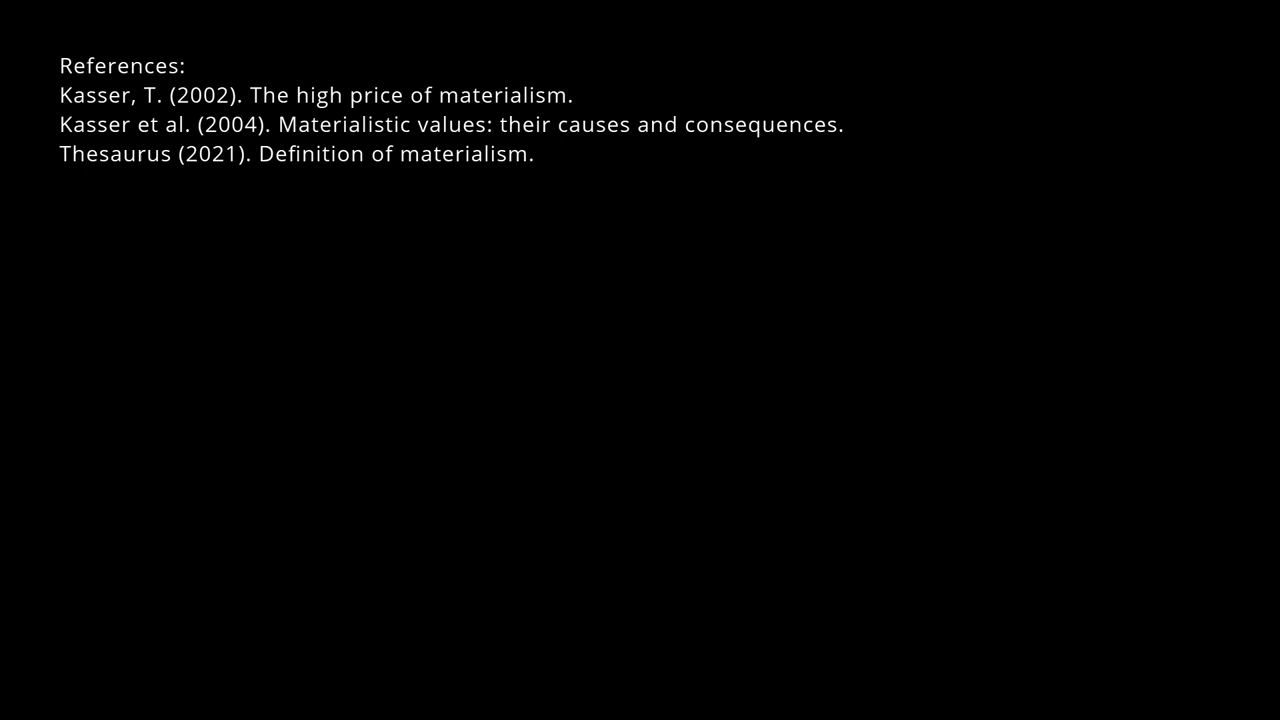 References:
Kasser, T. (2002). The high price of materialism.
Kasser et al. (2004). Materialistic values: their causes and consequences.
Thesaurus (2021). Definition of materialism.